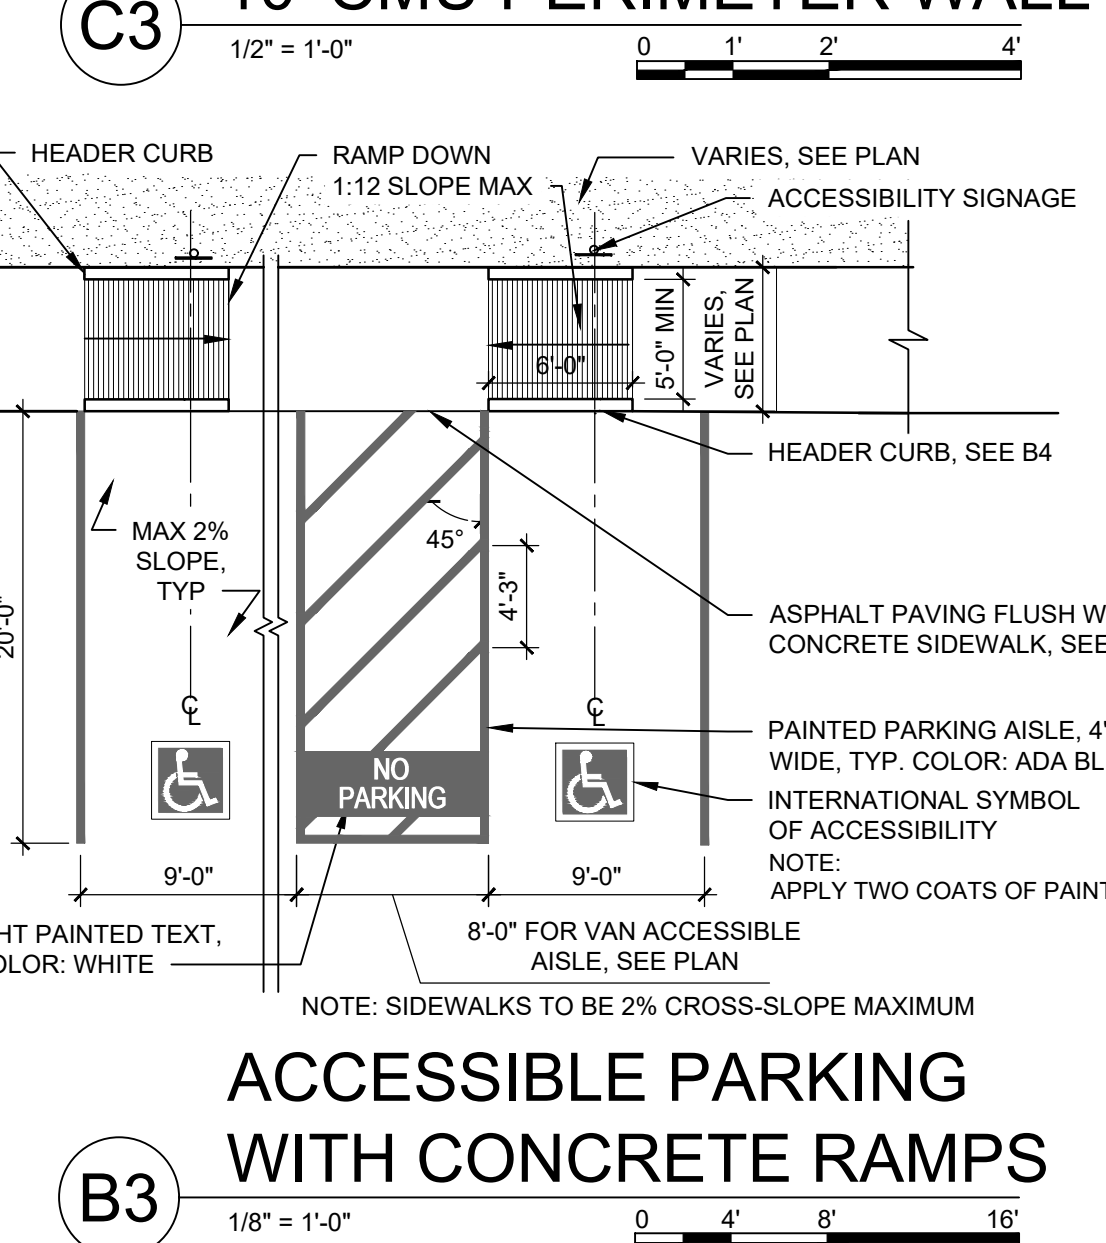 C3
1/2" = 1'-0"
0 1' 2' 4'
HEADER CURB
RAMP DOWN
1:12 SLOPE MAX
VARIES, SEE PLAN
ACCESSIBILITY SIGNAGE
6'-0"
5'-0" MIN
VARIES,
SEE PLAN
HEADER CURB, SEE B4
MAX 2%
SLOPE,
TYP
45°
4'-3"
20'-0"
ASPHALT PAVING FLUSH W
CONCRETE SIDEWALK, SEE
CL
CL
PAINTED PARKING AISLE, 4'
WIDE, TYP. COLOR: ADA BL
NO
PARKING
INTERNATIONAL SYMBOL
OF ACCESSIBILITY
NOTE:
APPLY TWO COATS OF PAINT
9'-0"
9'-0"
HT PAINTED TEXT,
OLOR: WHITE
8'-0" FOR VAN ACCESSIBLE
AISLE, SEE PLAN
NOTE: SIDEWALKS TO BE 2% CROSS-SLOPE MAXIMUM
ACCESSIBLE PARKING
WITH CONCRETE RAMPS
B3
1/8" = 1'-0"
0 4' 8' 16'